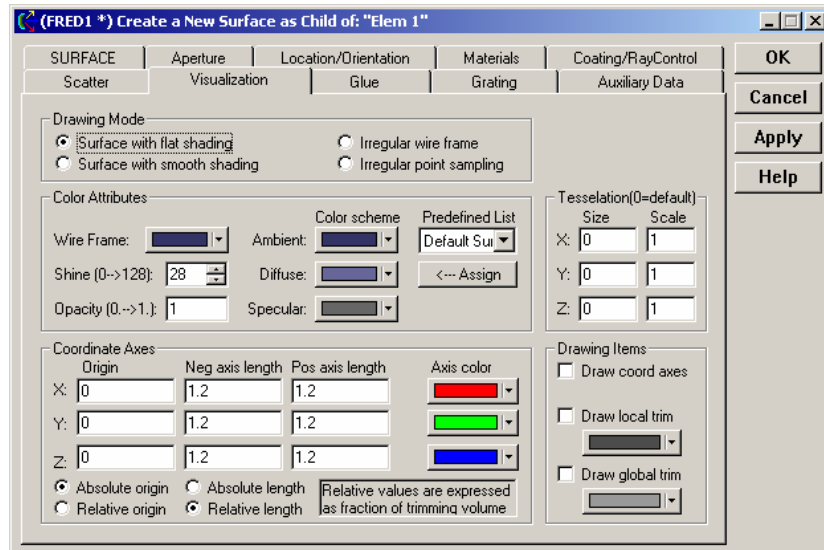 (FRED1 *) Create a New Surface as Child of: "Elem 1"
SURFACE Aperture Location/Orientation Materials Coating/RayControl
Scatter Visualization Glue Grating Auxiliary Data
OK
Cancel
Apply
Help
Drawing Mode
Surface with flat shading Irregular wire frame
Surface with smooth shading Irregular point sampling
Color Attributes
Color scheme Predefined List
Wire Frame: Ambient: Default Sur
Shine (0-->128): 28 Diffuse: <--- Assign
Opacity (0.-->1.): 1 Specular:
Tesselation(0=default)
Size Scale
X: 0 1
Y: 0 1
Z: 0 1
Coordinate Axes
Origin Neg axis length Pos axis length Axis color
X: 0 1.2 1.2
Y: 0 1.2 1.2
Z: 0 1.2 1.2
Absolute origin Absolute length Relative values are expressed
Relative origin Relative length as fraction of trimming volume
Drawing Items
Draw coord axes
Draw local trim
Draw global trim